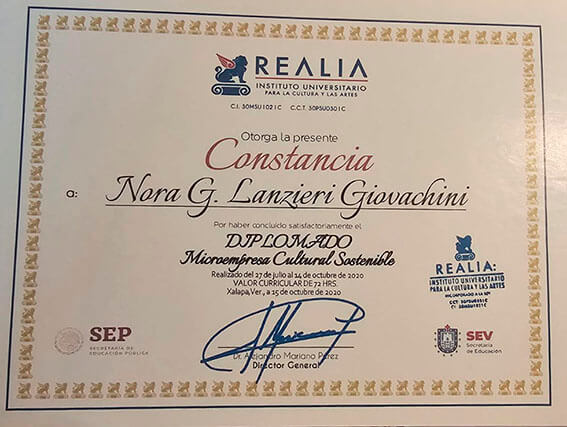 REALIA
INSTITUTO UNIVERSITARIO
PARA LA CULTURA Y LAS ARTES
C.I. 30MSU1021C C.C.T. 30PSU0301C
Otorga la presente
Constancia
a: Nora G. Lanzieri Giovachini
Por haber concluido satisfactoriamente el
DIPLOMADO
Microempresa Cultural Sostenible
Realizado del 27 de julio al 24 de octubre de 2020
VALOR CURRICULAR DE 72 HRS.
Xalapa,Ver., a 25 de octubre de 2020
REALIA:
INSTITUTO UNIVERSITARIO
PARA LA CULTURA Y LAS ARTES
INCORPORADO A LA SEV
SEP
SECRETARÍA DE
EDUCACIÓN PÚBLICA
Dr. Alejandro Mariano Pérez
Director General
SEV
Secretaría
de Educación